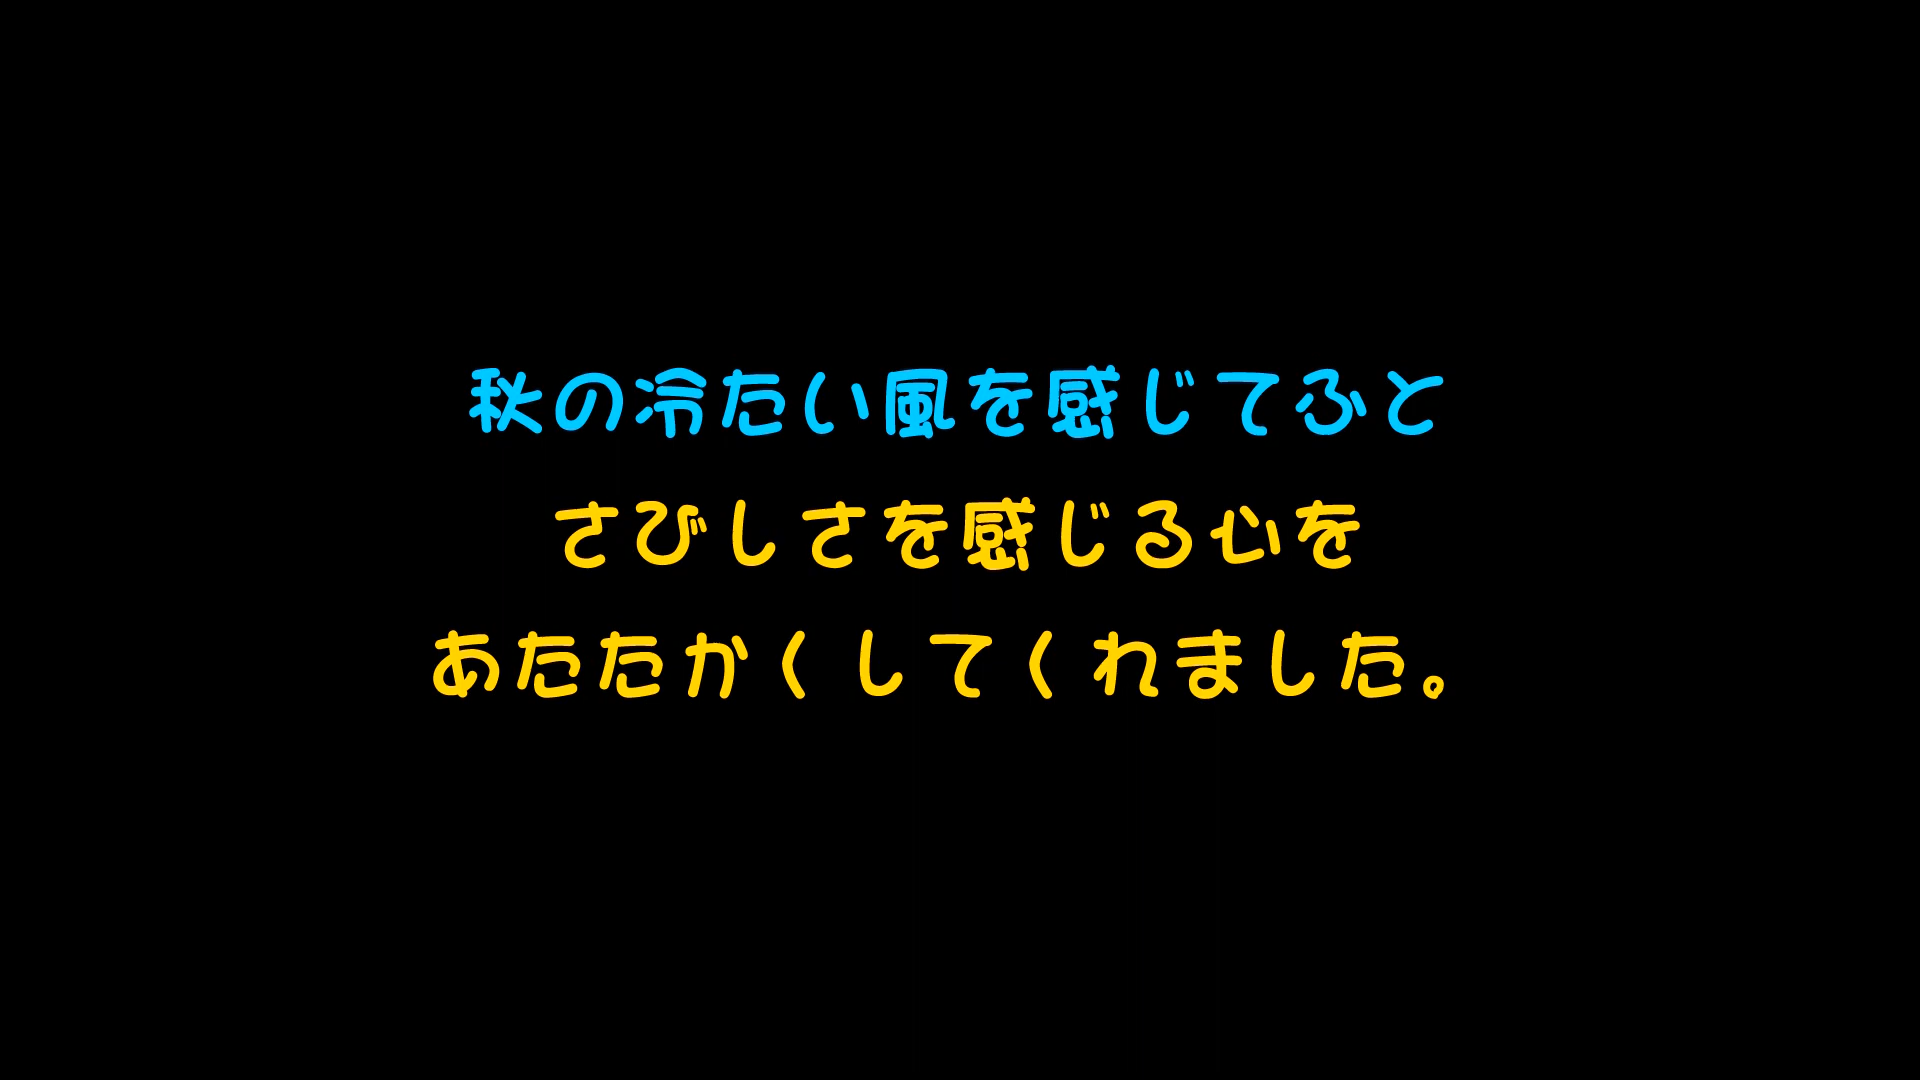 秋の冷たい風を感じてふと
さびしさを感じる心を
あたたかくしてくれました。